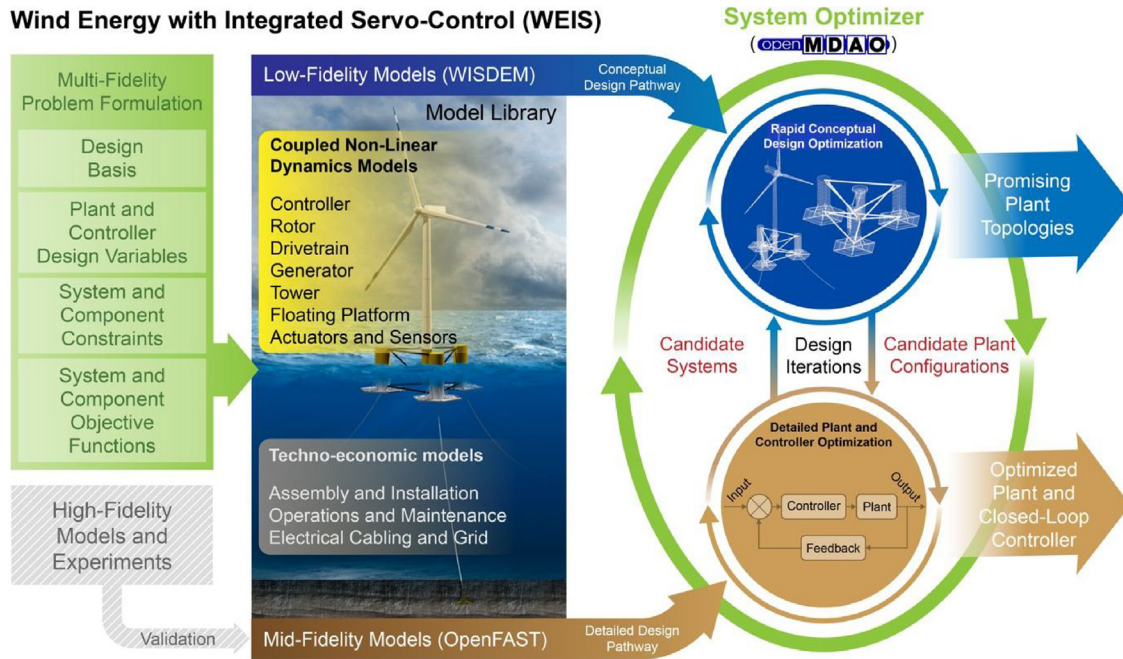 Wind Energy with Integrated Servo-Control (WEIS)
Multi-Fidelity
Problem Formulation
Design
Basis
Plant and
Controller
Design Variables
System and
Component
Constraints
System and
Component
Objective
Functions
High-Fidelity
Models and
Experiments
Validation
Low-Fidelity Models (WISDEM)
Conceptual
Design Pathway
Model Library
Coupled Non-Linear
Dynamics Models
Controller
Rotor
Drivetrain
Generator
Tower
Floating Platform
Actuators and Sensors
Techno-economic models
Assembly and Installation
Operations and Maintenance
Electrical Cabling and Grid
Mid-Fidelity Models (OpenFAST)
Detailed Design
Pathway
System Optimizer
(openMDAO)
Rapid Conceptual
Design Optimization
Promising
Plant
Topologies
Candidate
Systems
Design
Iterations
Candidate Plant
Configurations
Detailed Plant and
Controller Optimization
Input
Controller
Plant
Output
Feedback
Optimized
Plant and
Closed-Loop
Controller